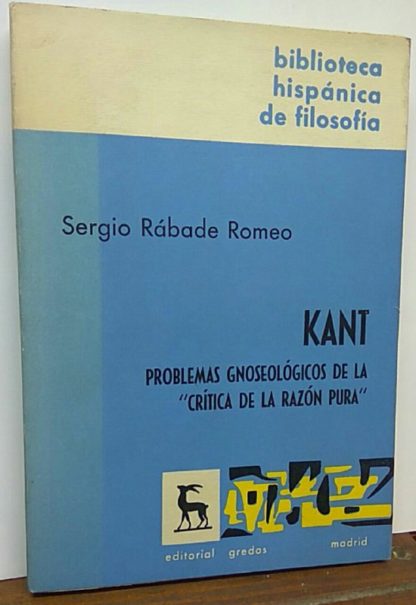 biblioteca
hispánica
de filosofía
Sergio Rábade Romeo
KANT
PROBLEMAS GNOSEOLÓGICOS DE LA
"CRÍTICA DE LA RAZÓN PURA"
editorial gredos madrid